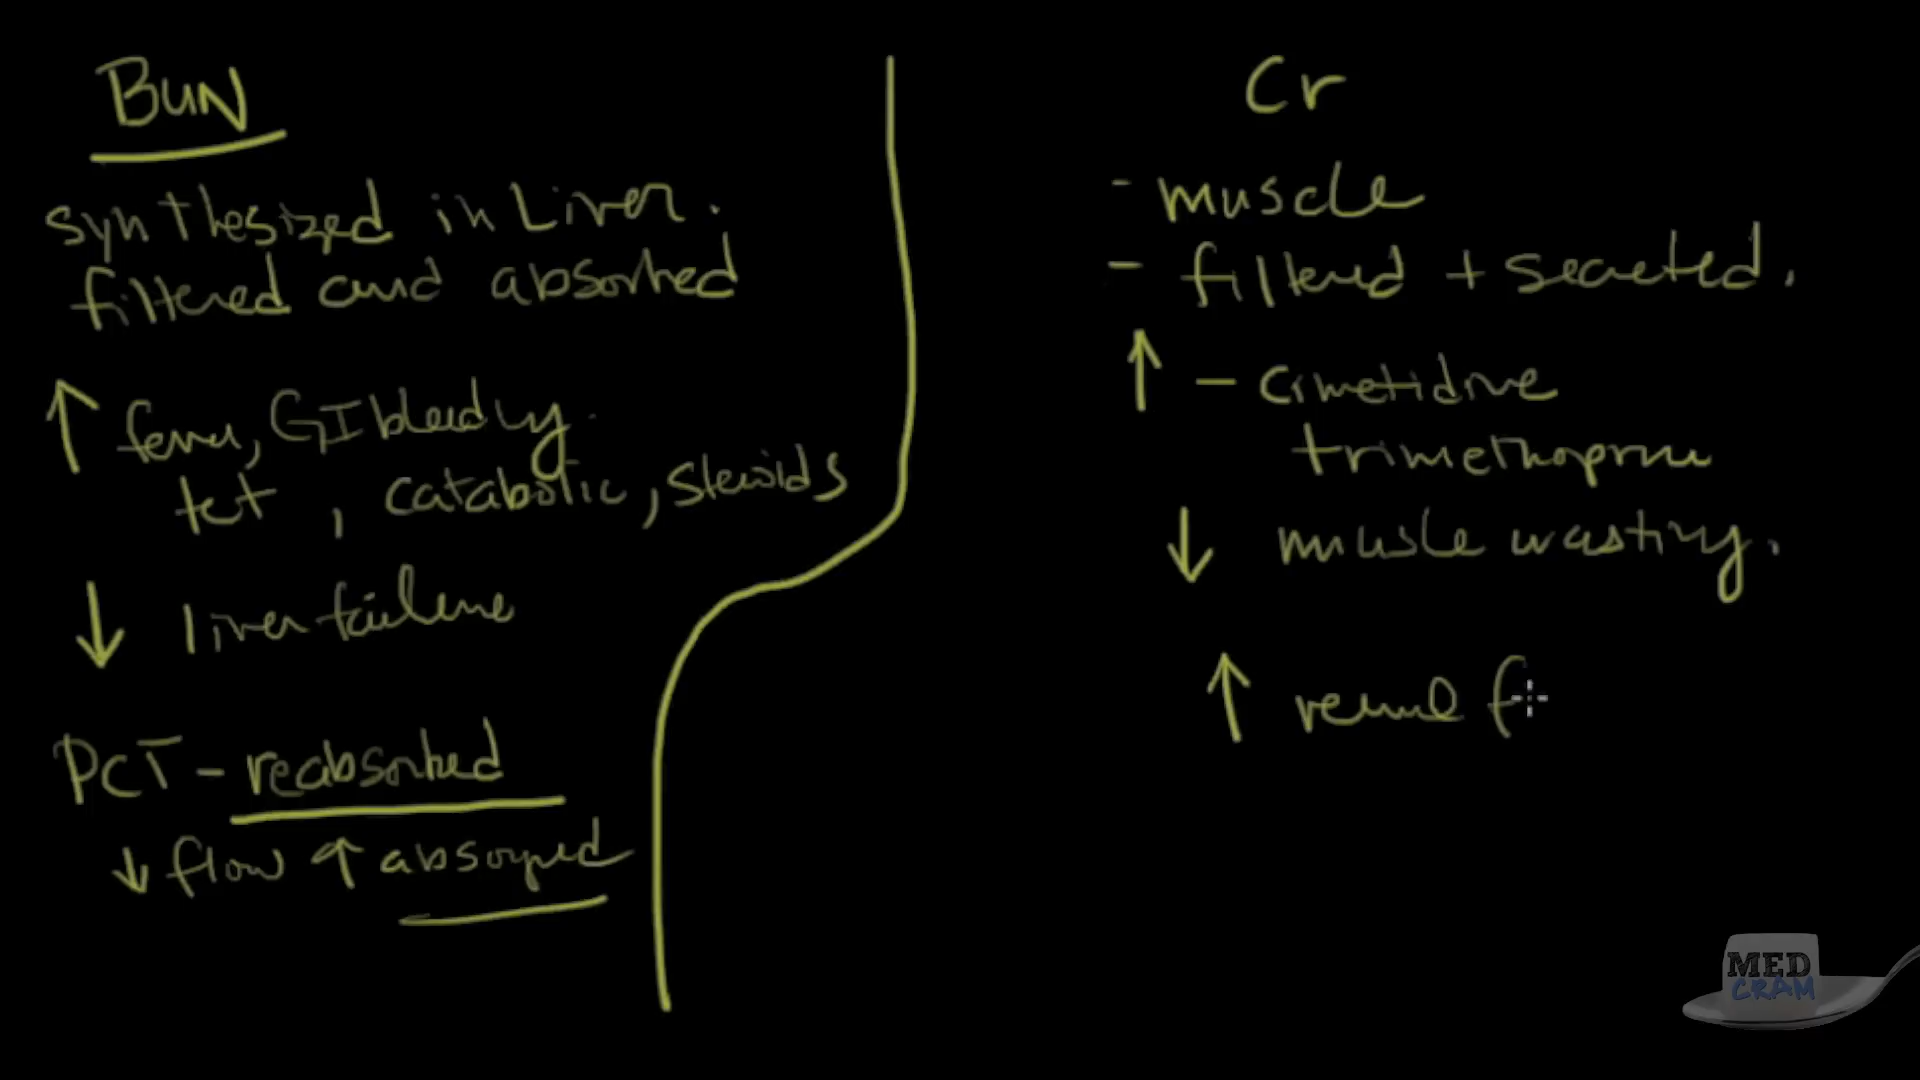 BUN
synthesized in Liver.
filtered and absorbed
↑ fever, GI bleeding.
tet, catabolic, steroids
↓ liver failure
PCT - reabsorbed
↓ flow ↑ absorbed
Cr
- muscle
- filtered + secreted.
↑ - cimetidine
trimethoprim
↓ muscle wasting.
↑ renal f
MED
CRAM